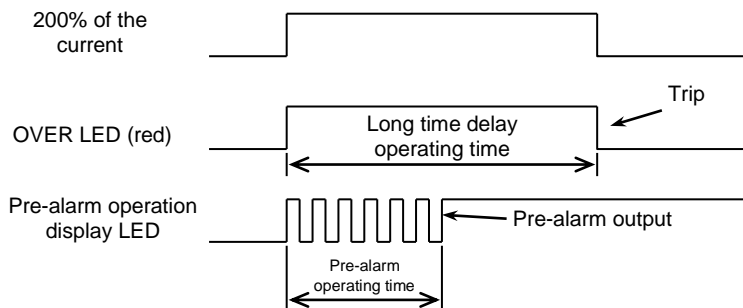 200% of the
current
Trip
OVER LED (red)
Long time delay
operating time
Pre-alarm operation
display LED
Pre-alarm output
Pre-alarm
operating time